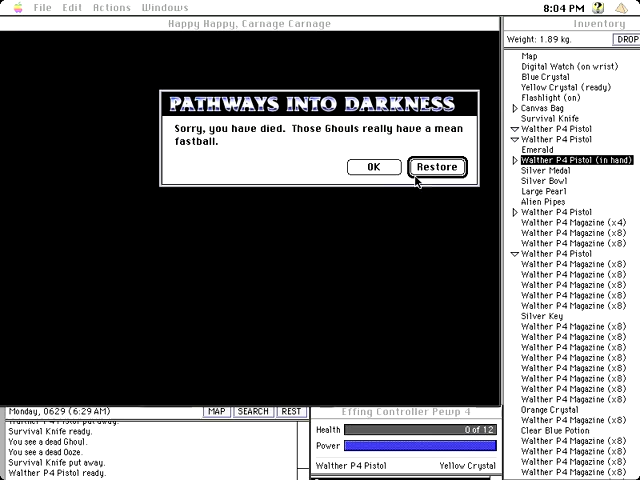 File Edit Actions Windows 8:04 PM
Happy Happy, Carnage Carnage
PATHWAYS INTO DARKNESS
Sorry, you have died. Those Ghouls really have a mean
fastball.
OK Restore
Inventory
Weight: 1.89 kg. DROP
Map
Digital Watch (on wrist)
Blue Crystal
Yellow Crystal (ready)
Flashlight (on)
Canvas Bag
Survival Knife
Walther P4 Pistol
Walther P4 Pistol
Emerald
Walther P4 Pistol (in hand)
Silver Medal
Silver Bowl
Large Pearl
Alien Pipes
Walther P4 Pistol
Walther P4 Magazine (x4)
Walther P4 Magazine (x8)
Walther P4 Magazine (x8)
Walther P4 Pistol
Walther P4 Magazine (x8)
Walther P4 Magazine (x8)
Walther P4 Magazine (x8)
Walther P4 Magazine (x8)
Walther P4 Magazine (x8)
Silver Key
Walther P4 Magazine (x8)
Walther P4 Magazine (x8)
Walther P4 Magazine (x8)
Walther P4 Magazine (x8)
Walther P4 Magazine (x8)
Walther P4 Magazine (x8)
Walther P4 Magazine (x8)
Walther P4 Magazine (x8)
Orange Crystal
Walther P4 Magazine (x8)
Clear Blue Potion
Walther P4 Magazine (x8)
Walther P4 Magazine (x8)
Walther P4 Magazine (x8)
Walther P4 Magazine (x8)
Monday, 0629 (6:29 AM) MAP SEARCH REST
Walther P4 Pistol put away.
Survival Knife ready.
You see a dead Ghoul.
You see a dead Ooze.
Survival Knife put away.
Walther P4 Pistol ready.
Effing Controller Pewp 4
Health 0 of 12
Power
Walther P4 Pistol Yellow Crystal